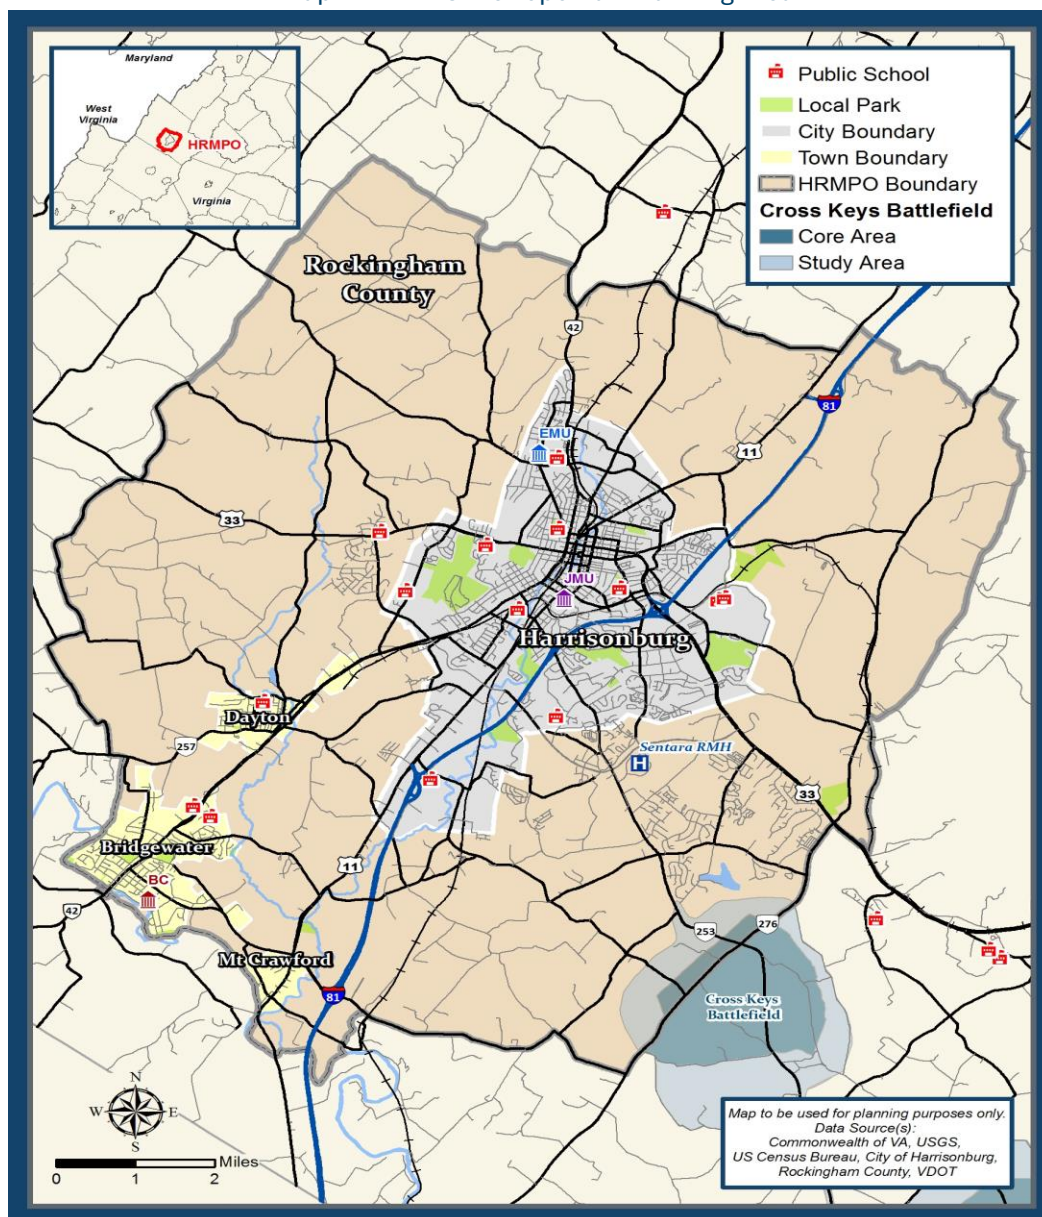 Maryland
West
Virginia
HRMPO
Virginia
Public School
Local Park
City Boundary
Town Boundary
HRMPO Boundary
Cross Keys Battlefield
Core Area
Study Area
Rockingham
County
42
81
EMU
11
33
JMU
Harrisonburg
Dayton
257
Sentara RMH
H
33
Bridgewater
11
BC
42
276
253
Mt Crawford
81
Cross Keys
Battlefield
N
W
E
S
Miles
0
1
2
Map to be used for planning purposes only.
Data Source(s):
Commonwealth of VA, USGS,
US Census Bureau, City of Harrisonburg,
Rockingham County, VDOT